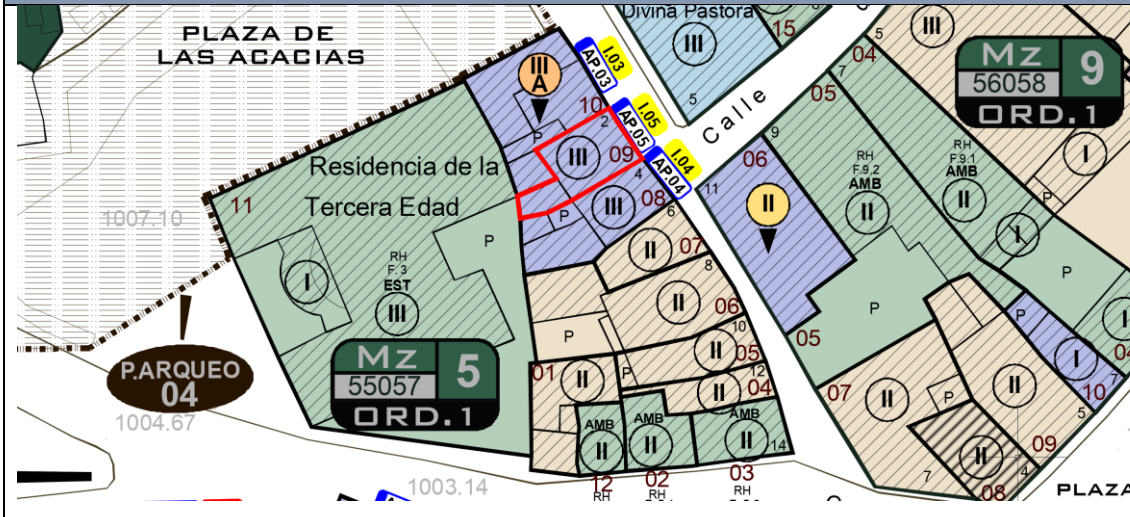 PLAZA DE
LAS ACACIAS
Divina Pastora
III
15
5
III
A
10
AP.03
I.03
AP.05
I.05
AP.04
I.04
Calle
III
5
04
7
05
Mz
56058
9
ORD.1
P
2
III
09
4
Residencia de la
Tercera Edad
11
1007.10
I
RH
F. 3
EST
III
P
P
III
08
6
9
06
11
II
RH
F.9.2
AMB
II
RH
F.9.1
AMB
II
I
I
P
II
07
8
II
06
P
P
P
I
04
7
10
5
P.ARQUEO
04
1004.67
Mz
55057
5
ORD.1
P
01
II
P
10
II
05
12
II
04
05
07
II
P
II
09
AMB
II
12
RH
AMB
II
02
RH
AMB
II
14
03
RH
7
II
4
08
1003.14
PLAZA